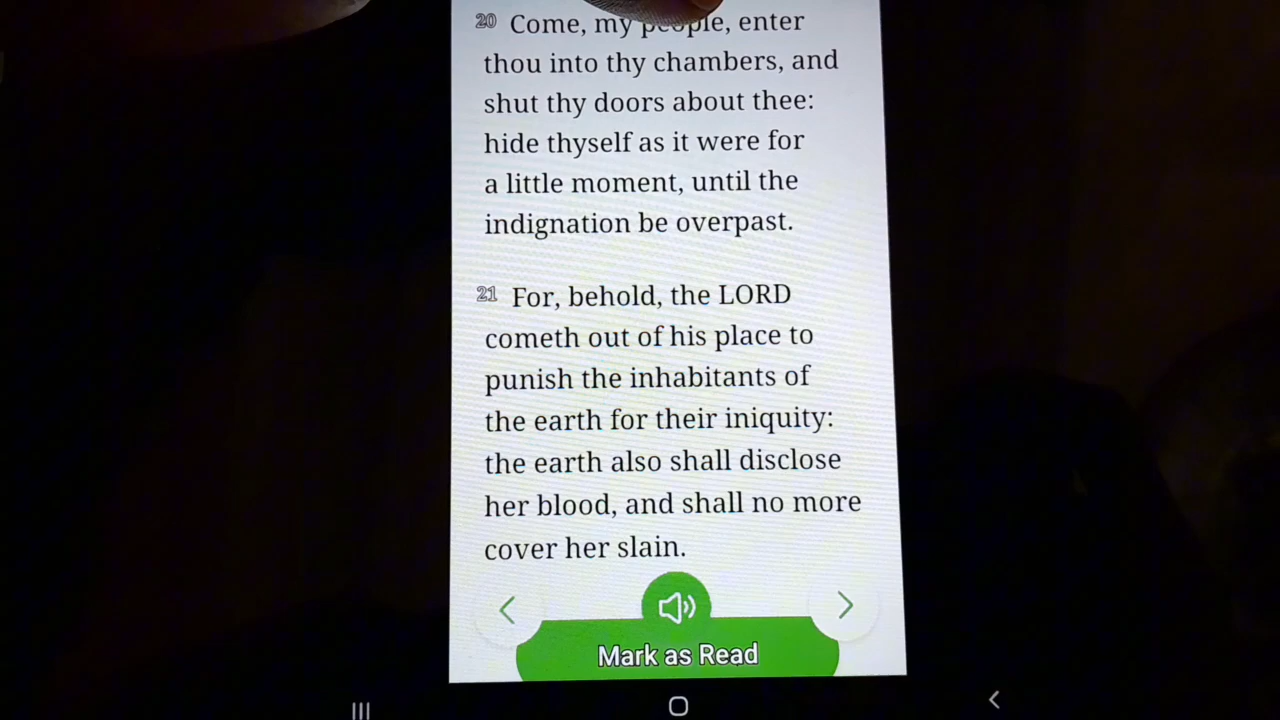 20 Come, my people, enter
thou into thy chambers, and
shut thy doors about thee:
hide thyself as it were for
a little moment, until the
indignation be overpast.
21 For, behold, the LORD
cometh out of his place to
punish the inhabitants of
the earth for their iniquity:
the earth also shall disclose
her blood, and shall no more
cover her slain.
Mark as Read